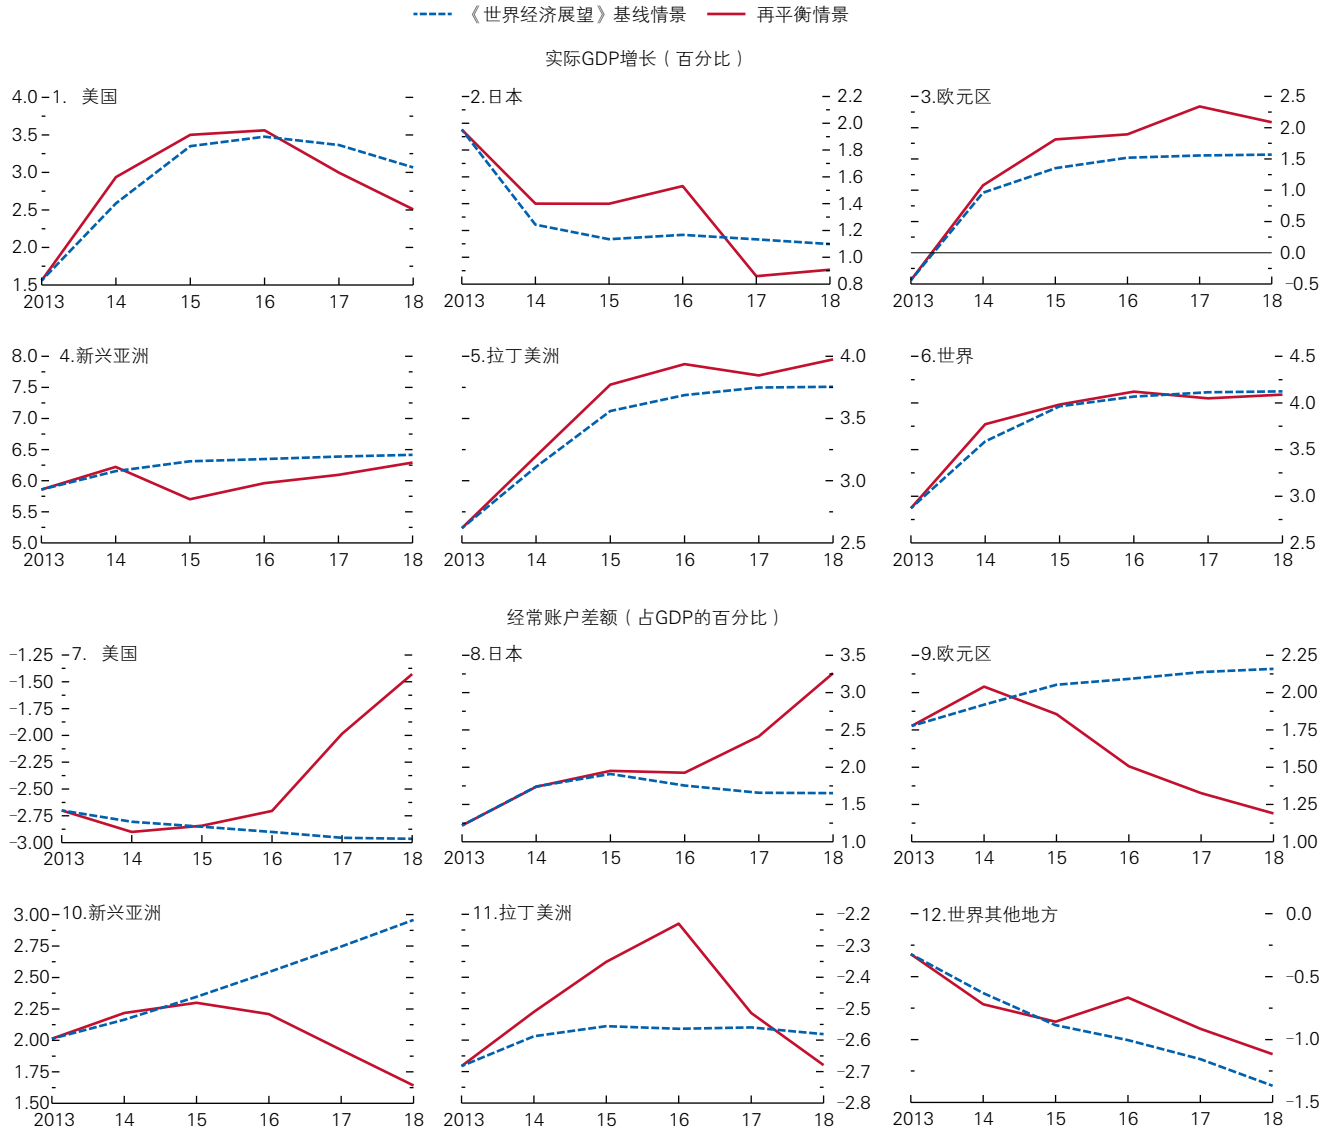 《世界经济展望》基线情景 再平衡情景
实际GDP增长（百分比）
1. 美国
4.0
3.5
3.0
2.5
2.0
1.5
2013 14 15 16 17 18
2.日本
2.2
2.0
1.8
1.6
1.4
1.2
1.0
0.8
2013 14 15 16 17 18
3.欧元区
2.5
2.0
1.5
1.0
0.5
0.0
–0.5
2013 14 15 16 17 18
4.新兴亚洲
8.0
7.5
7.0
6.5
6.0
5.5
5.0
2013 14 15 16 17 18
5.拉丁美洲
4.0
3.5
3.0
2.5
2013 14 15 16 17 18
6.世界
4.5
4.0
3.5
3.0
2.5
2013 14 15 16 17 18
经常账户差额（占GDP的百分比）
7. 美国
–1.25
–1.50
–1.75
–2.00
–2.25
–2.50
–2.75
–3.00
2013 14 15 16 17 18
8.日本
3.5
3.0
2.5
2.0
1.5
1.0
2013 14 15 16 17 18
9.欧元区
2.25
2.00
1.75
1.50
1.25
1.00
2013 14 15 16 17 18
10.新兴亚洲
3.00
2.75
2.50
2.25
2.00
1.75
1.50
2013 14 15 16 17 18
11.拉丁美洲
–2.2
–2.3
–2.4
–2.5
–2.6
–2.7
–2.8
2013 14 15 16 17 18
12.世界其他地方
0.0
–0.5
–1.0
–1.5
2013 14 15 16 17 18